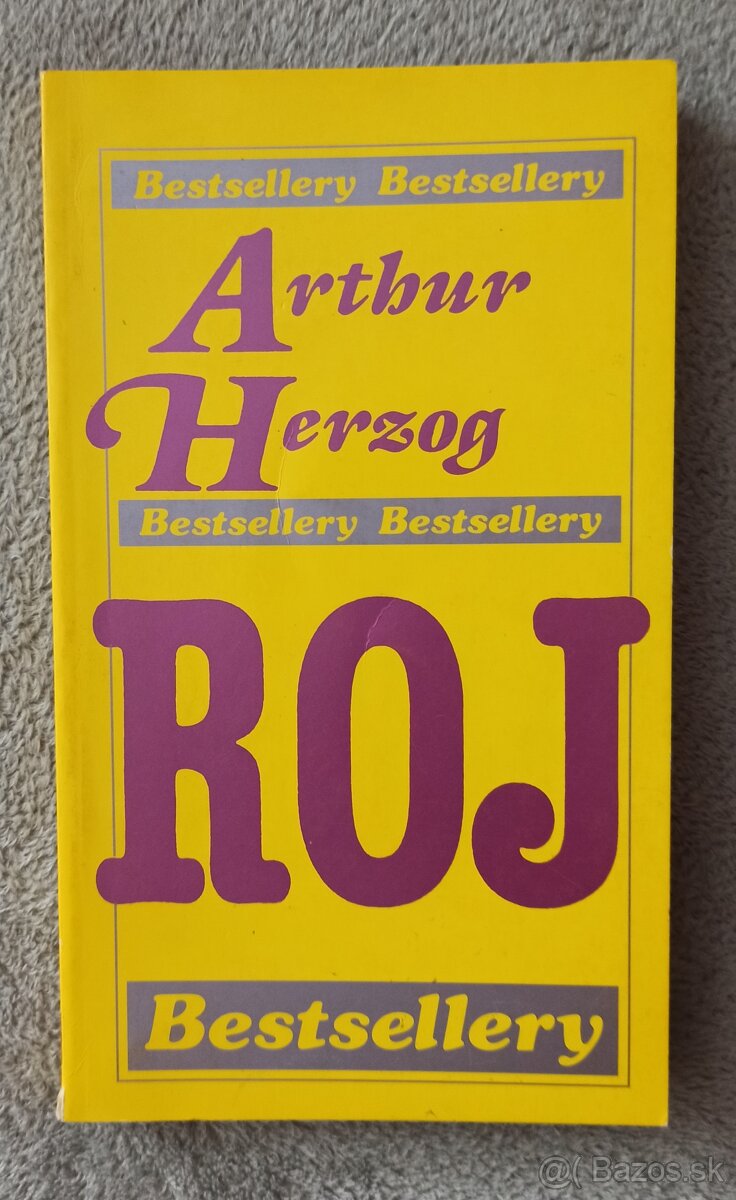 Bestsellery Bestsellery
Arthur
Herzog
Bestsellery Bestsellery
ROJ
Bestsellery
@( Bazos.sk